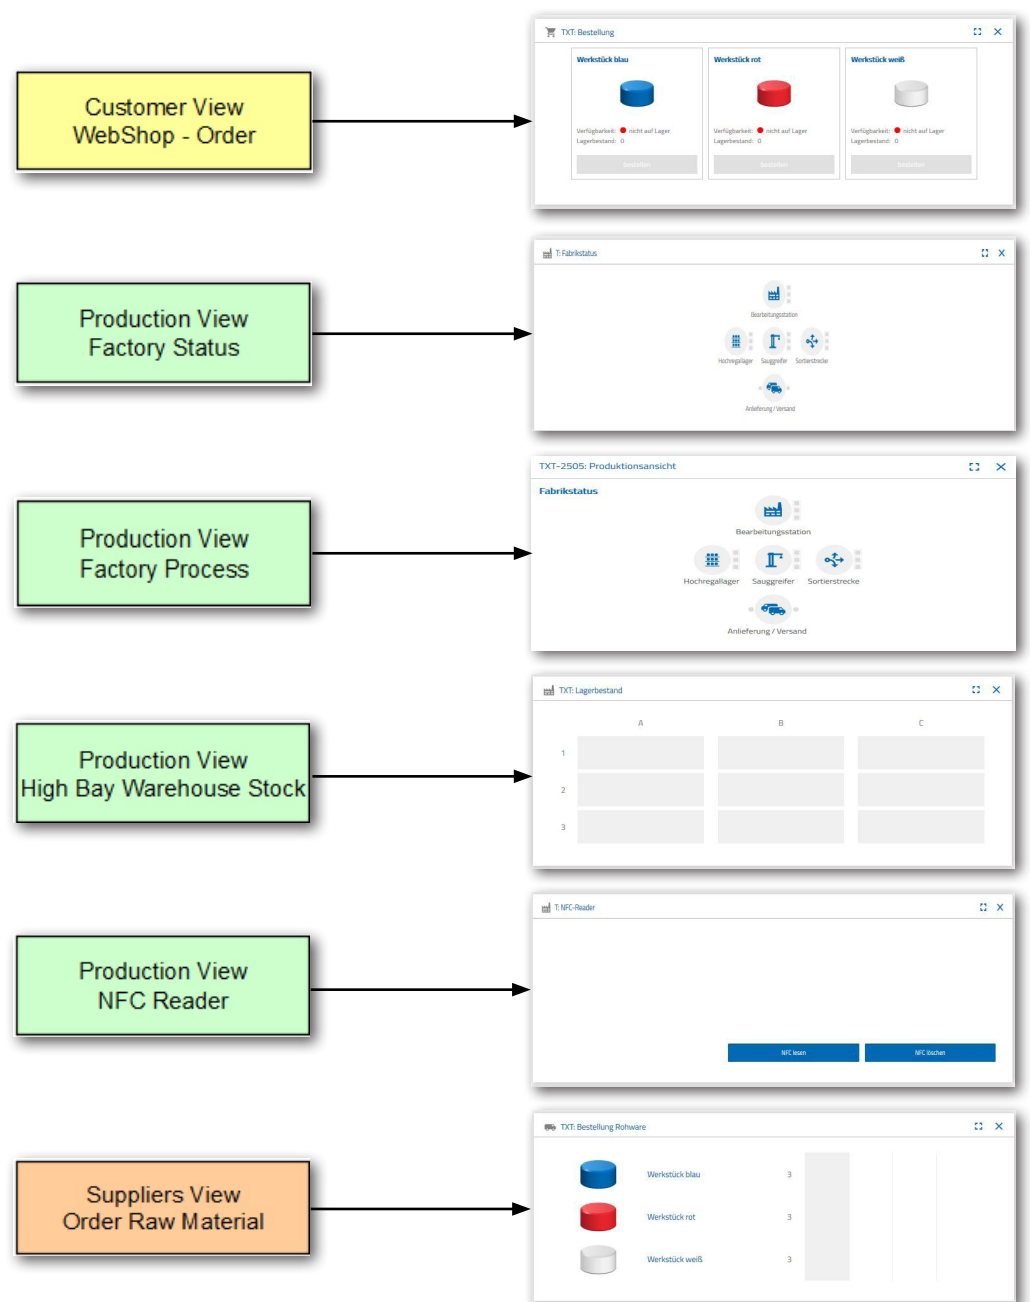 Customer View
WebShop - Order
TXT: Bestellung
Werkstück blau
Werkstück rot
Werkstück weiß
Verfügbarkeit: nicht auf Lager
Lagerbestand: 0
Verfügbarkeit: nicht auf Lager
Lagerbestand: 0
Verfügbarkeit: nicht auf Lager
Lagerbestand: 0
bestellen
bestellen
bestellen
Production View
Factory Status
T: Fabrikstatus
Bearbeitungsstation
Hochregallager Sauggreifer Sortierstrecke
Anlieferung / Versand
Production View
Factory Process
TXT-2505: Produktionsansicht
Fabrikstatus
Bearbeitungsstation
Hochregallager Sauggreifer Sortierstrecke
Anlieferung / Versand
Production View
High Bay Warehouse Stock
TXT: Lagerbestand
A B C
1
2
3
Production View
NFC Reader
T: NFC-Reader
NFC lesen
NFC löschen
Suppliers View
Order Raw Material
TXT: Bestellung Rohware
Werkstück blau 3
Werkstück rot 3
Werkstück weiß 3